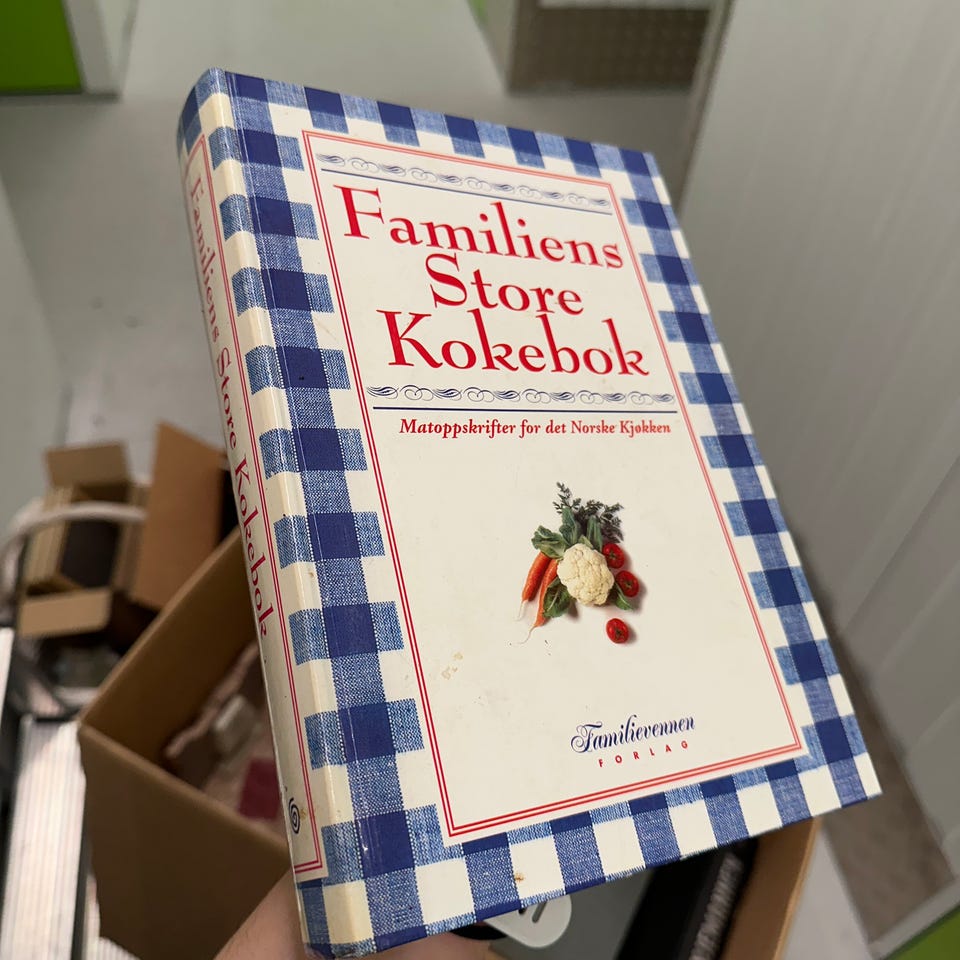 Familiens
Store
Kokebok
Matoppskrifter for det Norske Kjøkken
Familievennen
FORLAG
Familiens Store Kokebok